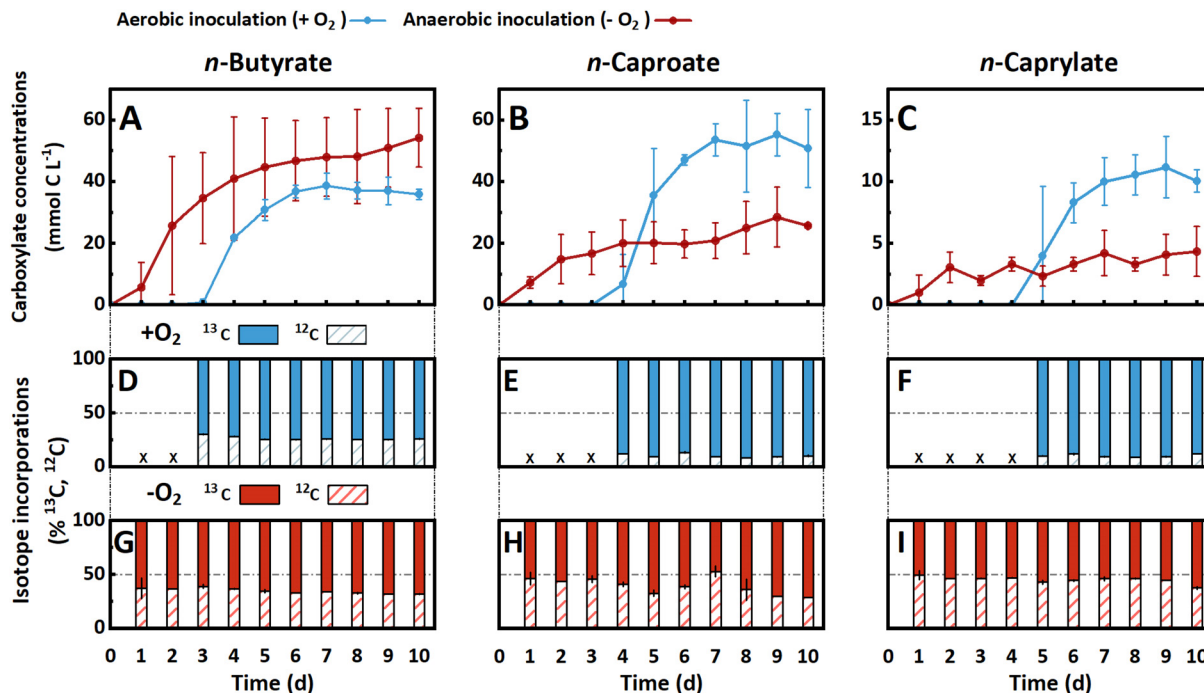 Aerobic inoculation (+ O₂) Anaerobic inoculation (- O₂)
n-Butyrate n-Caproate n-Caprylate
Carboxylate concentrations
(mmol C L⁻¹)
A
60
40
20
0
B
60
40
20
0
C
15
10
5
0
+O₂ ¹³C ¹²C
Isotope incorporations
(% ¹³C, ¹²C)
D
100
50
0
x x
E
x x x
F
x x x x
-O₂ ¹³C ¹²C
G
100
50
0
H
I
0 1 2 3 4 5 6 7 8 9 10
0 1 2 3 4 5 6 7 8 9 10
0 1 2 3 4 5 6 7 8 9 10
Time (d) Time (d) Time (d)